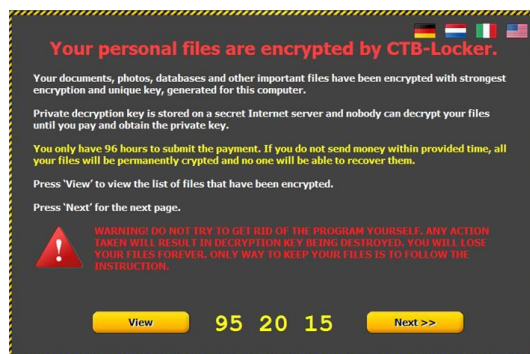 Your personal files are encrypted by CTB-Locker.
Your documents, photos, databases and other important files have been encrypted with strongest
encryption and unique key, generated for this computer.
Private decryption key is stored on a secret Internet server and nobody can decrypt your files
until you pay and obtain the private key.
You only have 96 hours to submit the payment. If you do not send money within provided time, all
your files will be permanently crypted and no one will be able to recover them.
Press 'View' to view the list of files that have been encrypted.
Press 'Next' for the next page.
WARNING! DO NOT TRY TO GET RID OF THE PROGRAM YOURSELF. ANY ACTION
TAKEN WILL RESULT IN DECRYPTION KEY BEING DESTROYED. YOU WILL LOSE
YOUR FILES FOREVER. ONLY WAY TO KEEP YOUR FILES IS TO FOLLOW THE
INSTRUCTION.
View 95 20 15 Next >>